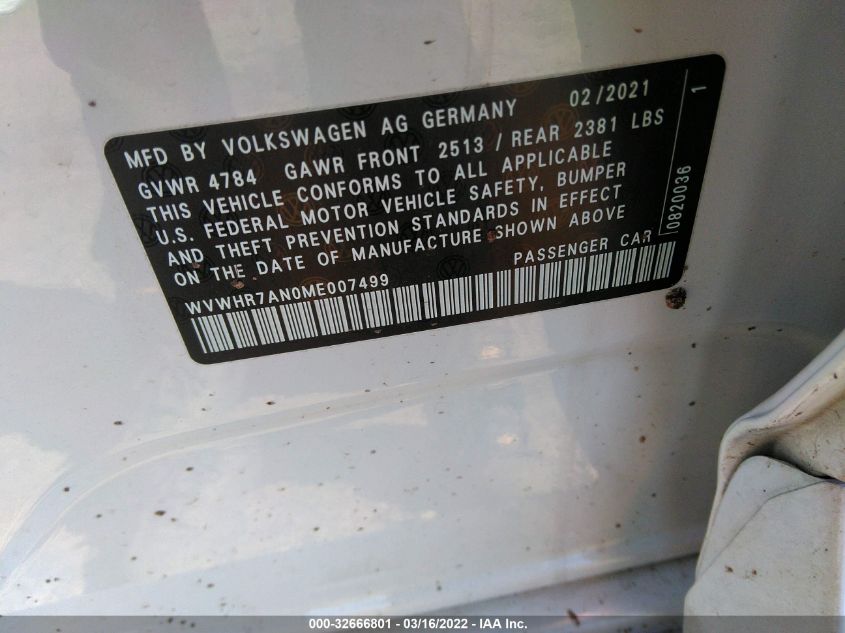 MFD BY VOLKSWAGEN AG GERMANY 02/2021
GVWR 4784 GAWR FRONT 2513 / REAR 2381 LBS
THIS VEHICLE CONFORMS TO ALL APPLICABLE
U.S. FEDERAL MOTOR VEHICLE SAFETY, BUMPER
AND THEFT PREVENTION STANDARDS IN EFFECT
ON THE DATE OF MANUFACTURE SHOWN ABOVE
WVWHR7AN0ME007499 PASSENGER CAR
0820036
1
000-32666801 - 03/16/2022 - IAA Inc.